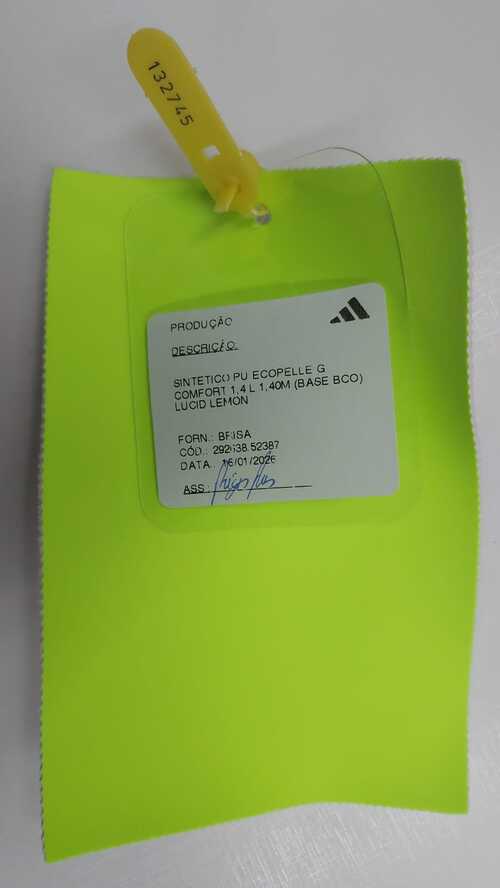 132745
PRODUÇÃO
DESCRIÇÃO:
SINTETICO PU ECOPELLE G
COMFORT 1,4 L 1,40M (BASE BCO)
LUCID LEMON
FORN.: BRISA
CÓD.: 292638.52387
DATA.: 16/01/2026
ASS.: